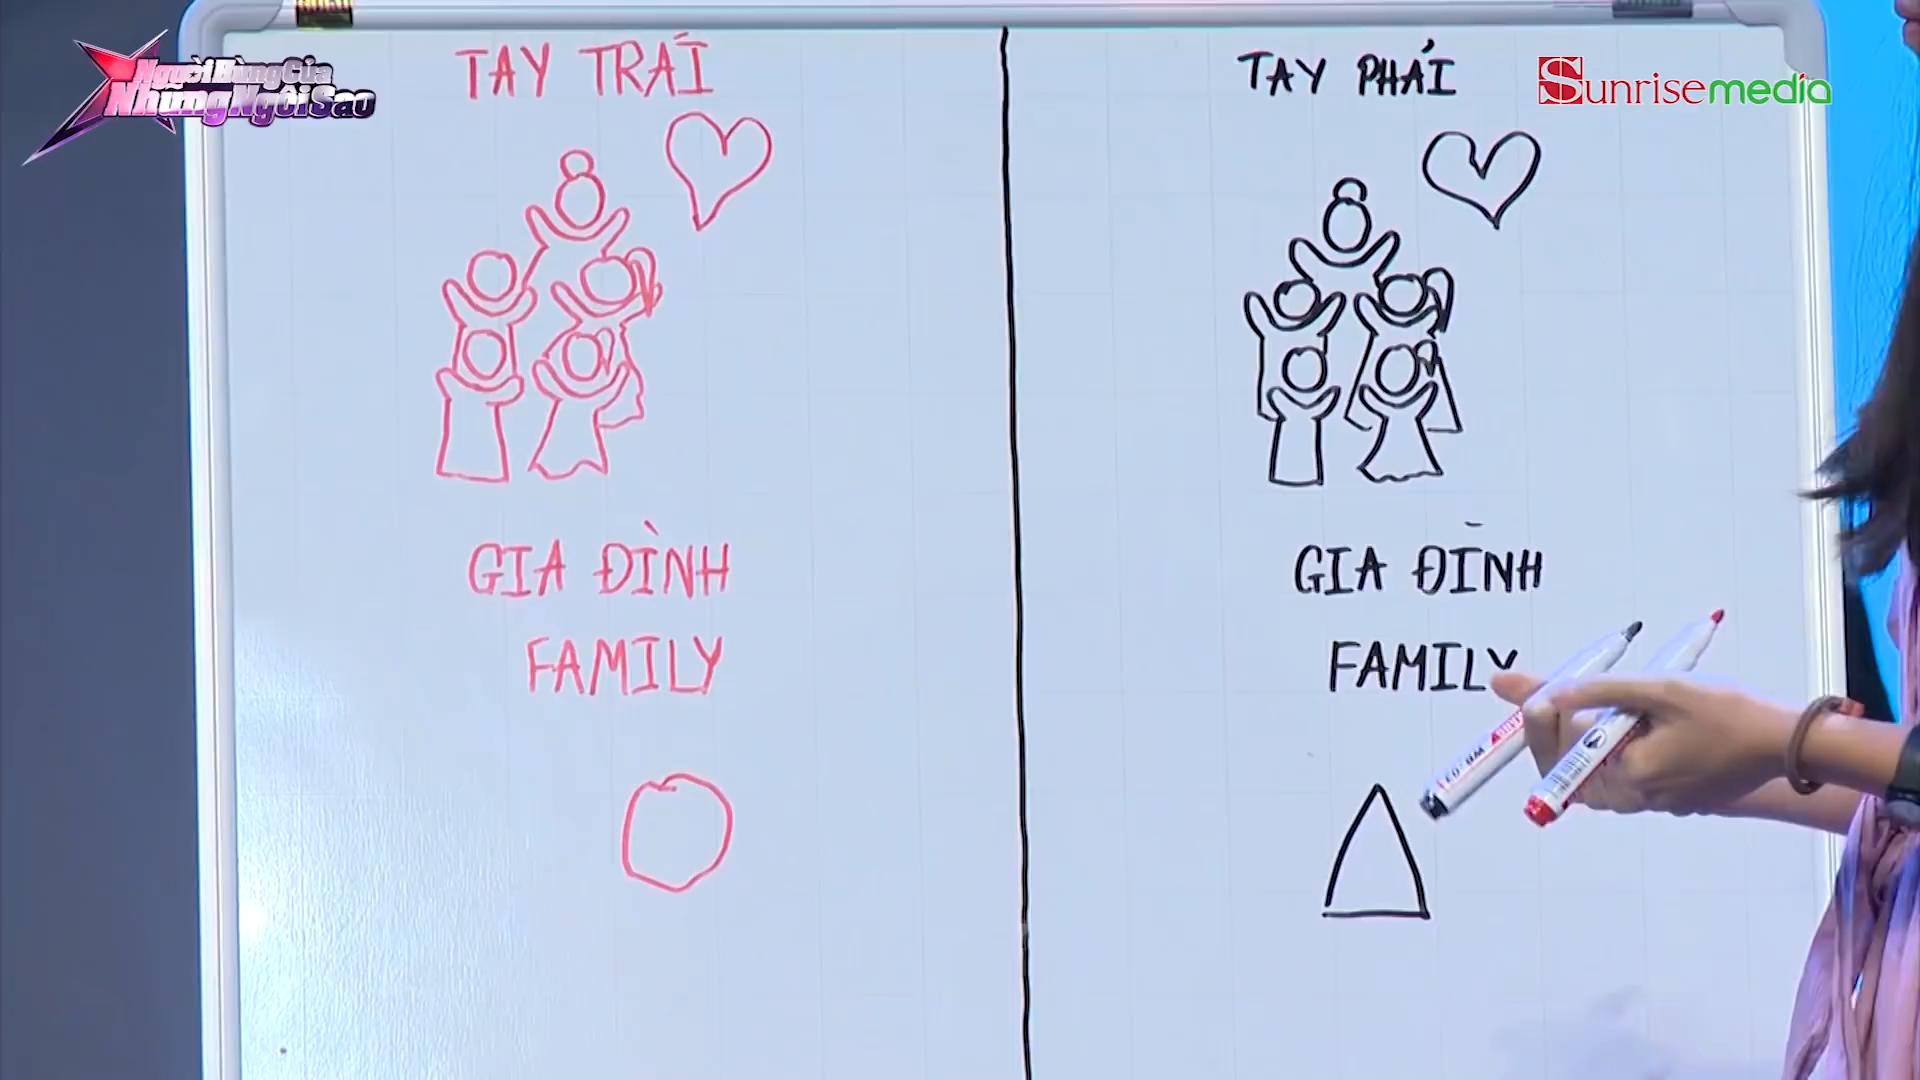 Người Hùng Của
Những Ngôi Sao
Sunrisemedia
TAY TRÁI
GIA ĐÌNH
FAMILY
TAY PHẢI
GIA ĐÌNH
FAMILY